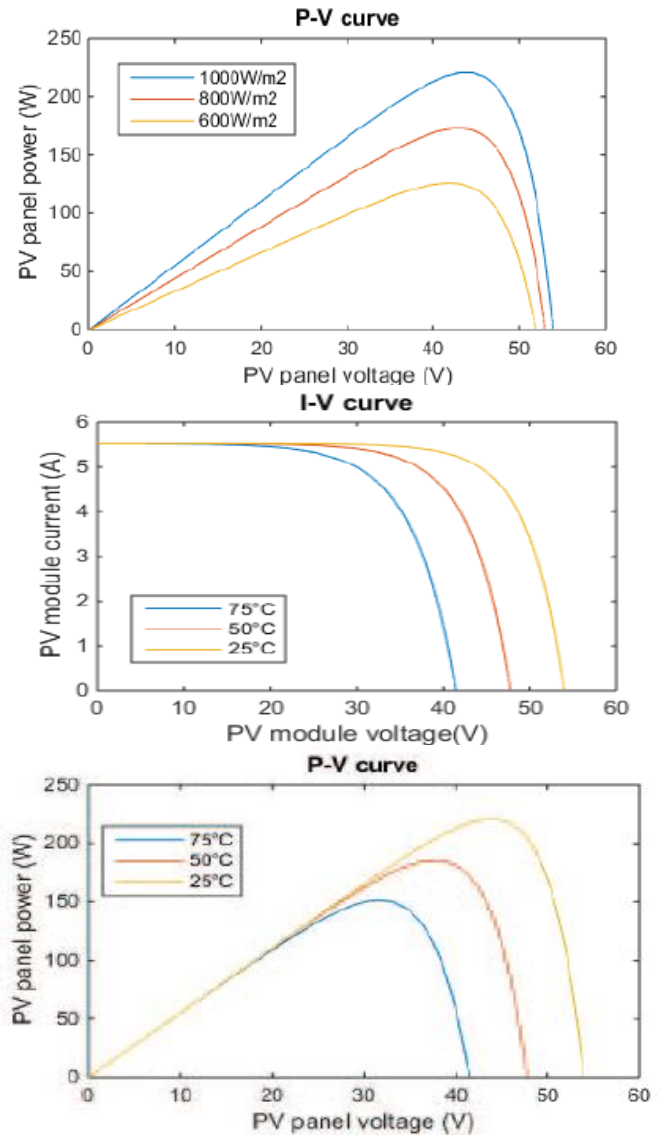 P-V curve
250
200
150
100
50
0
PV panel power (W)
1000W/m2
800W/m2
600W/m2
0 10 20 30 40 50 60
PV panel voltage (V)
I-V curve
6
5
4
3
2
1
0
PV module current (A)
75°C
50°C
25°C
0 10 20 30 40 50 60
PV module voltage(V)
P-V curve
250
200
150
100
50
0
PV panel power (W)
75°C
50°C
25°C
0 10 20 30 40 50 60
PV panel voltage (V)